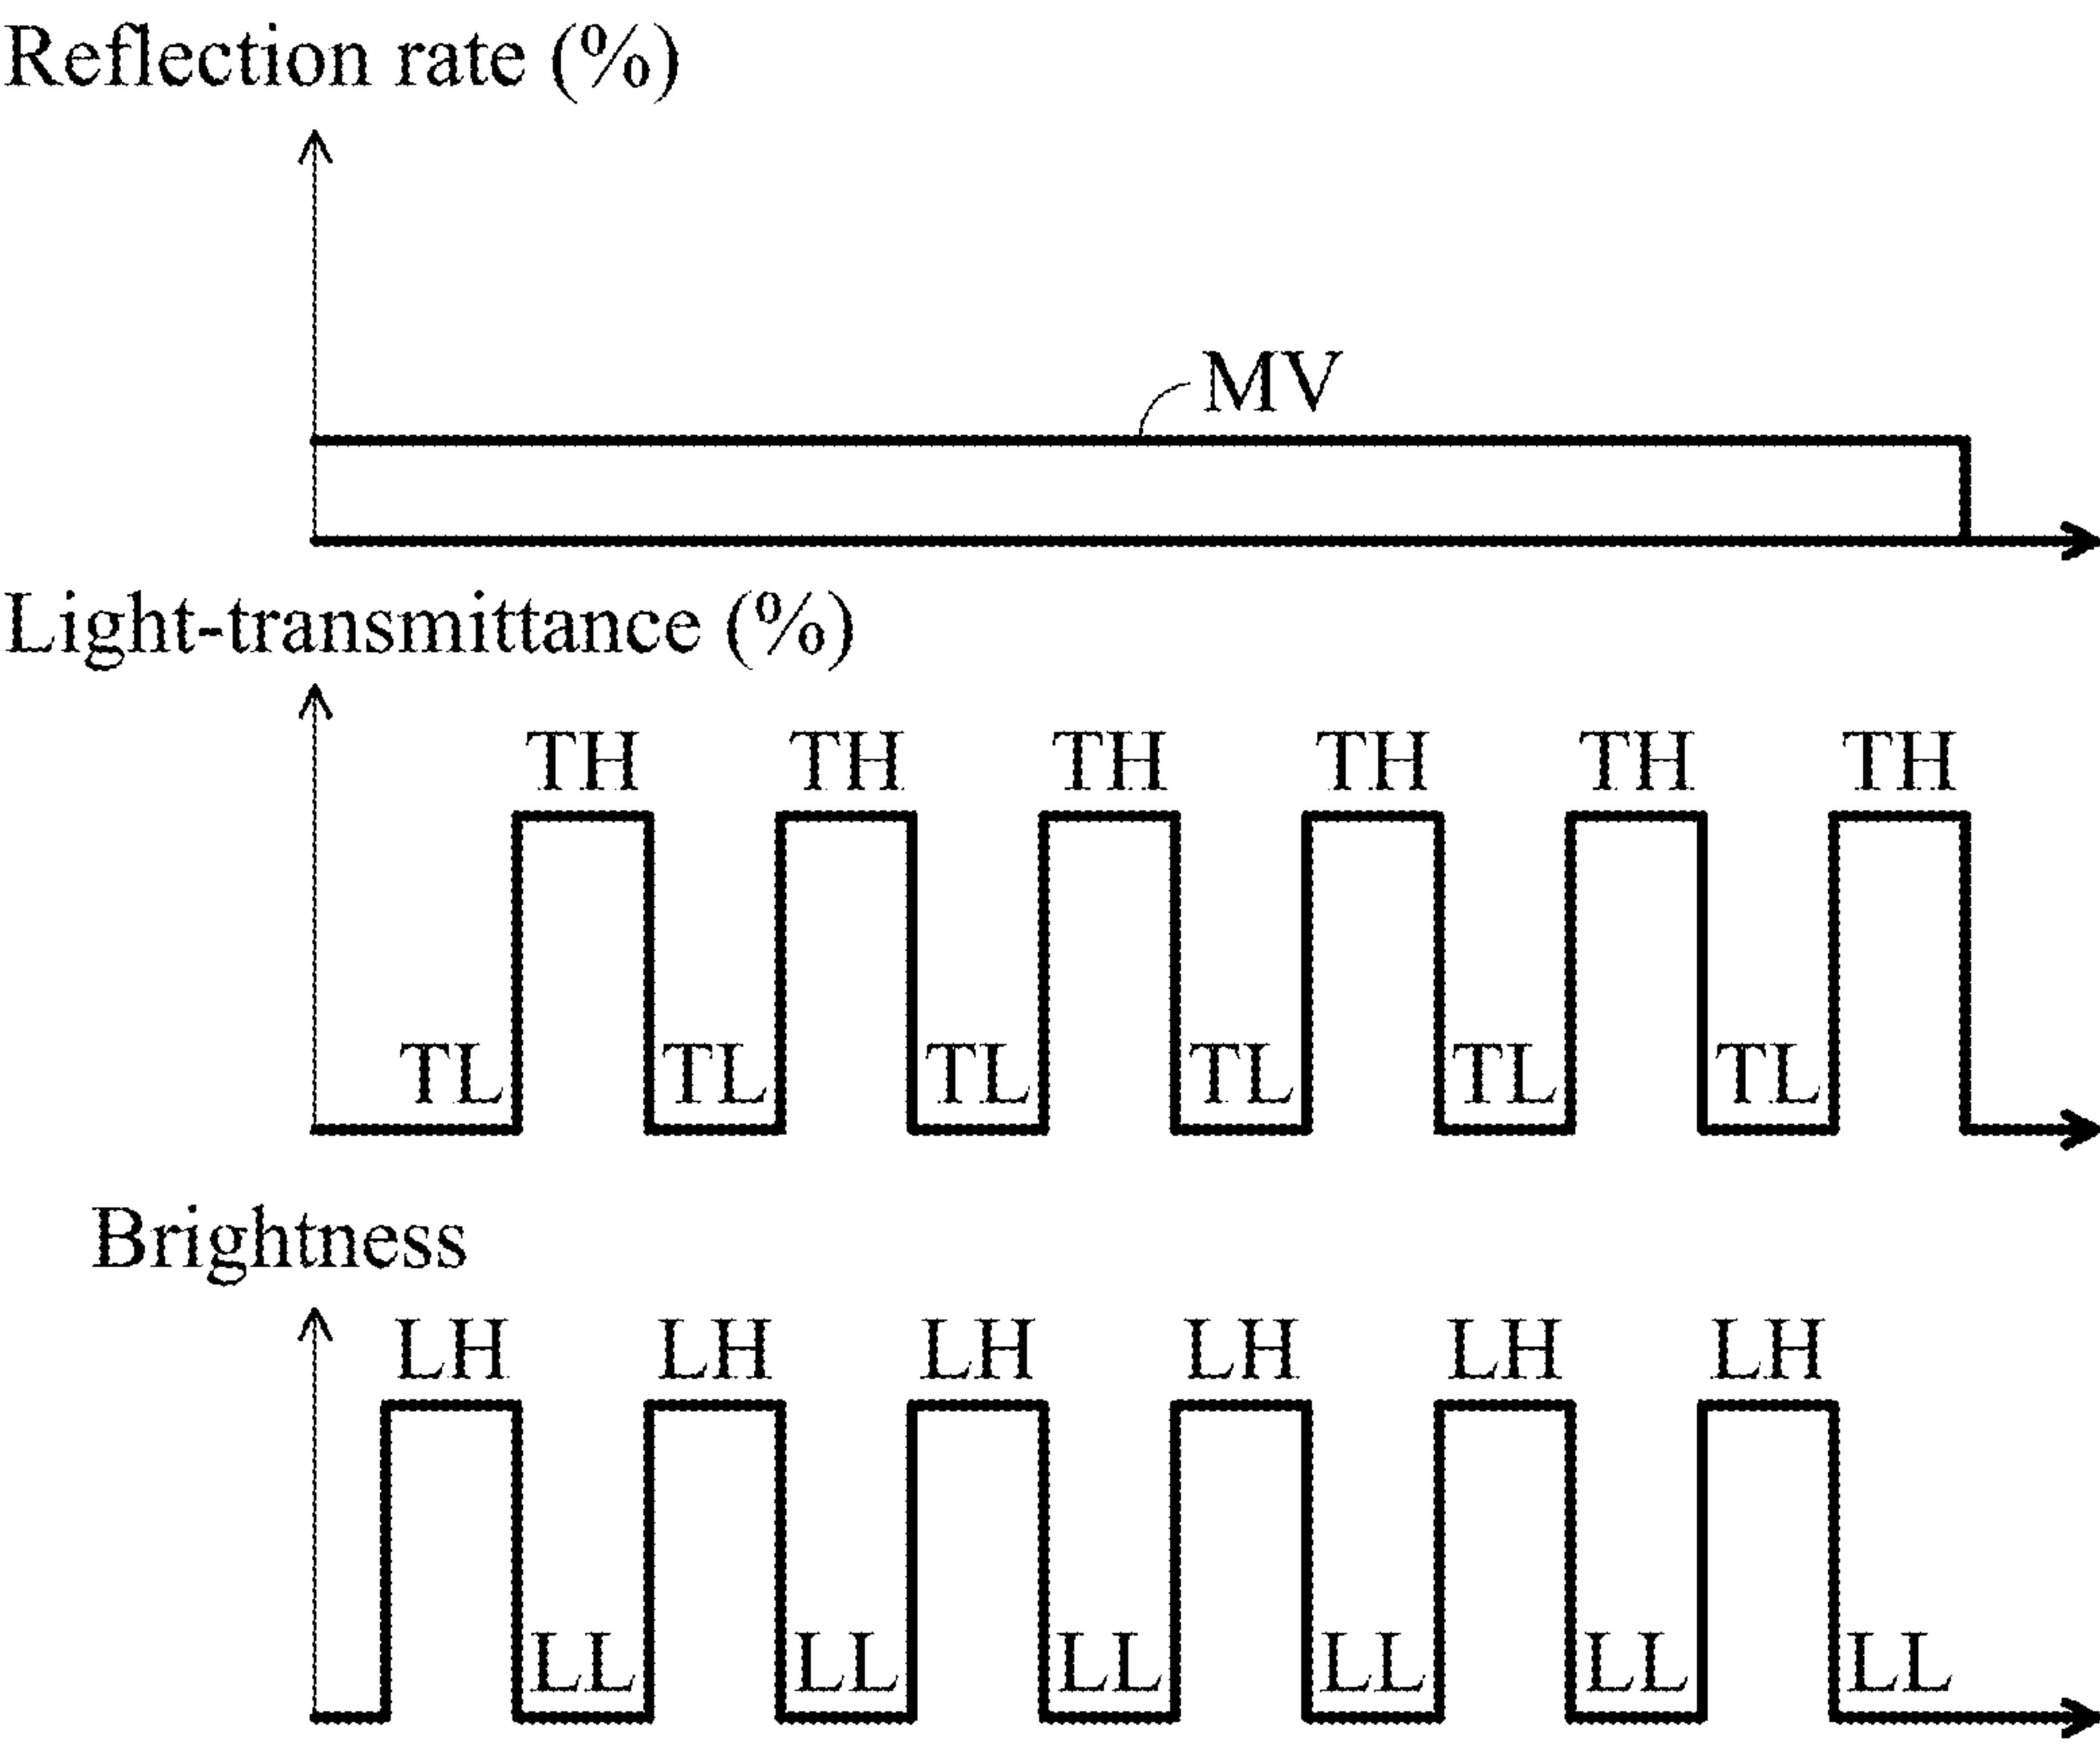 Reflection rate (%)
MV
Light-transmittance (%)
TH TH TH TH TH TH
TL TL TL TL TL TL
Brightness
LH LH LH LH LH LH
LL LL LL LL LL LL